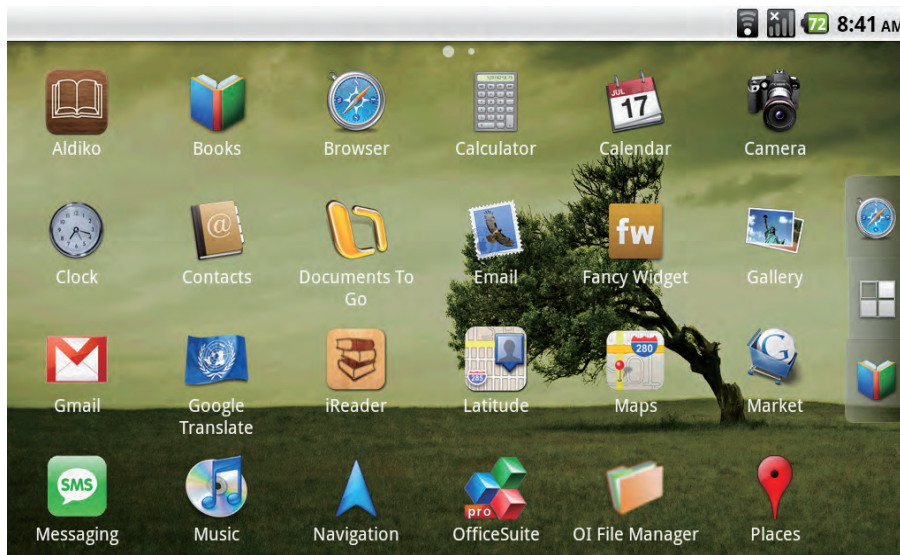 72 8:41 AM
Aldiko Books Browser Calculator Calendar Camera
JUL
17
@
fw
Clock Contacts Documents To Go Email Fancy Widget Gallery
280
285
G
Gmail Google Translate iReader Latitude Maps Market
SMS
pro
Messaging Music Navigation OfficeSuite OI File Manager Places